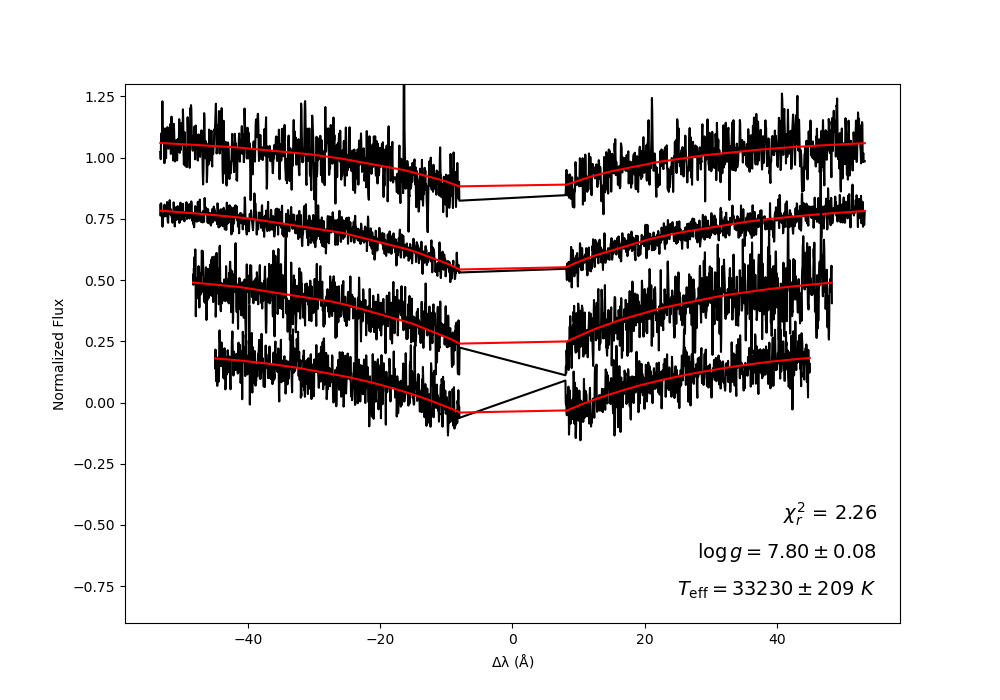 1.25
1.00
0.75
0.50
0.25
0.00
−0.25
−0.50
−0.75
Normalized Flux
χ²ᵣ = 2.26
log g = 7.80 ± 0.08
T_eff = 33230 ± 209 K
−40 −20 0 20 40
Δλ (Å)